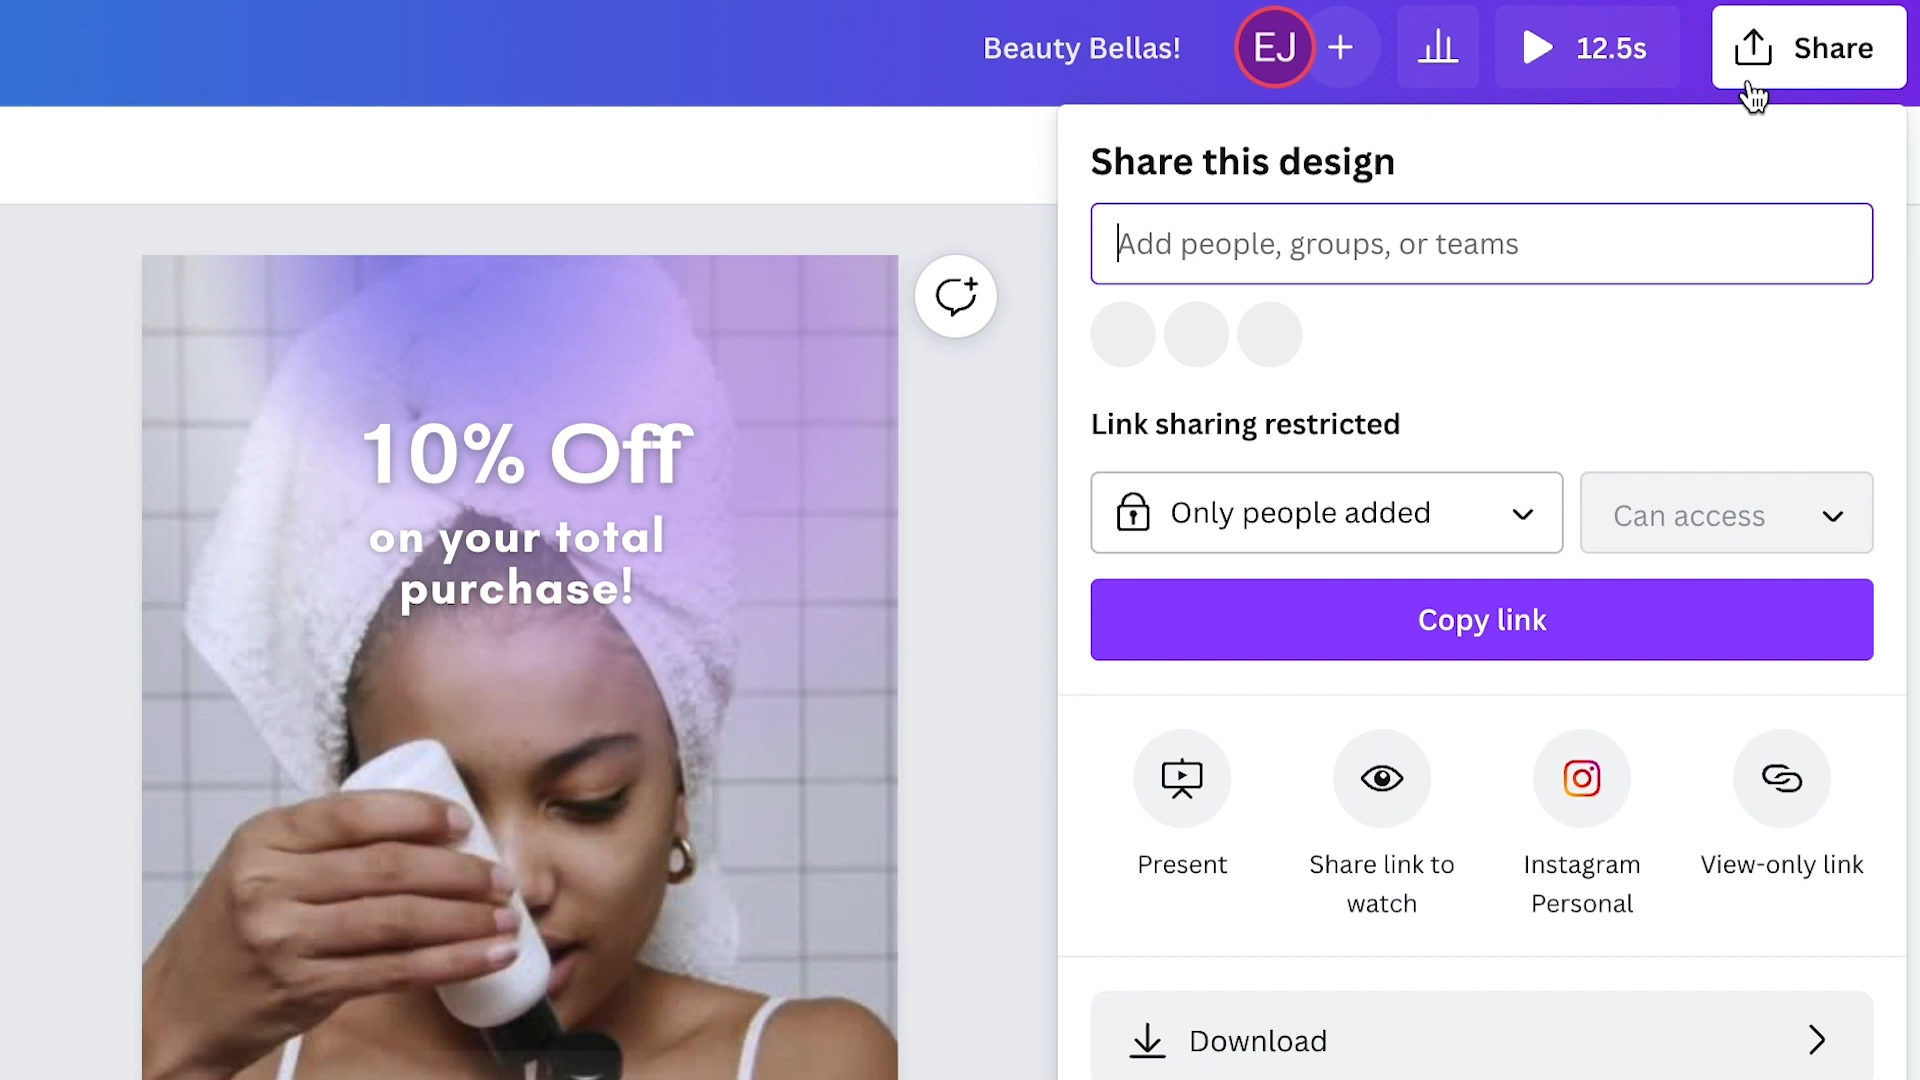 Beauty Bellas!
EJ
12.5s
Share
Share this design
Add people, groups, or teams
Link sharing restricted
Only people added
Can access
Copy link
Present
Share link to
watch
Instagram
Personal
View-only link
Download
10% Off
on your total
purchase!